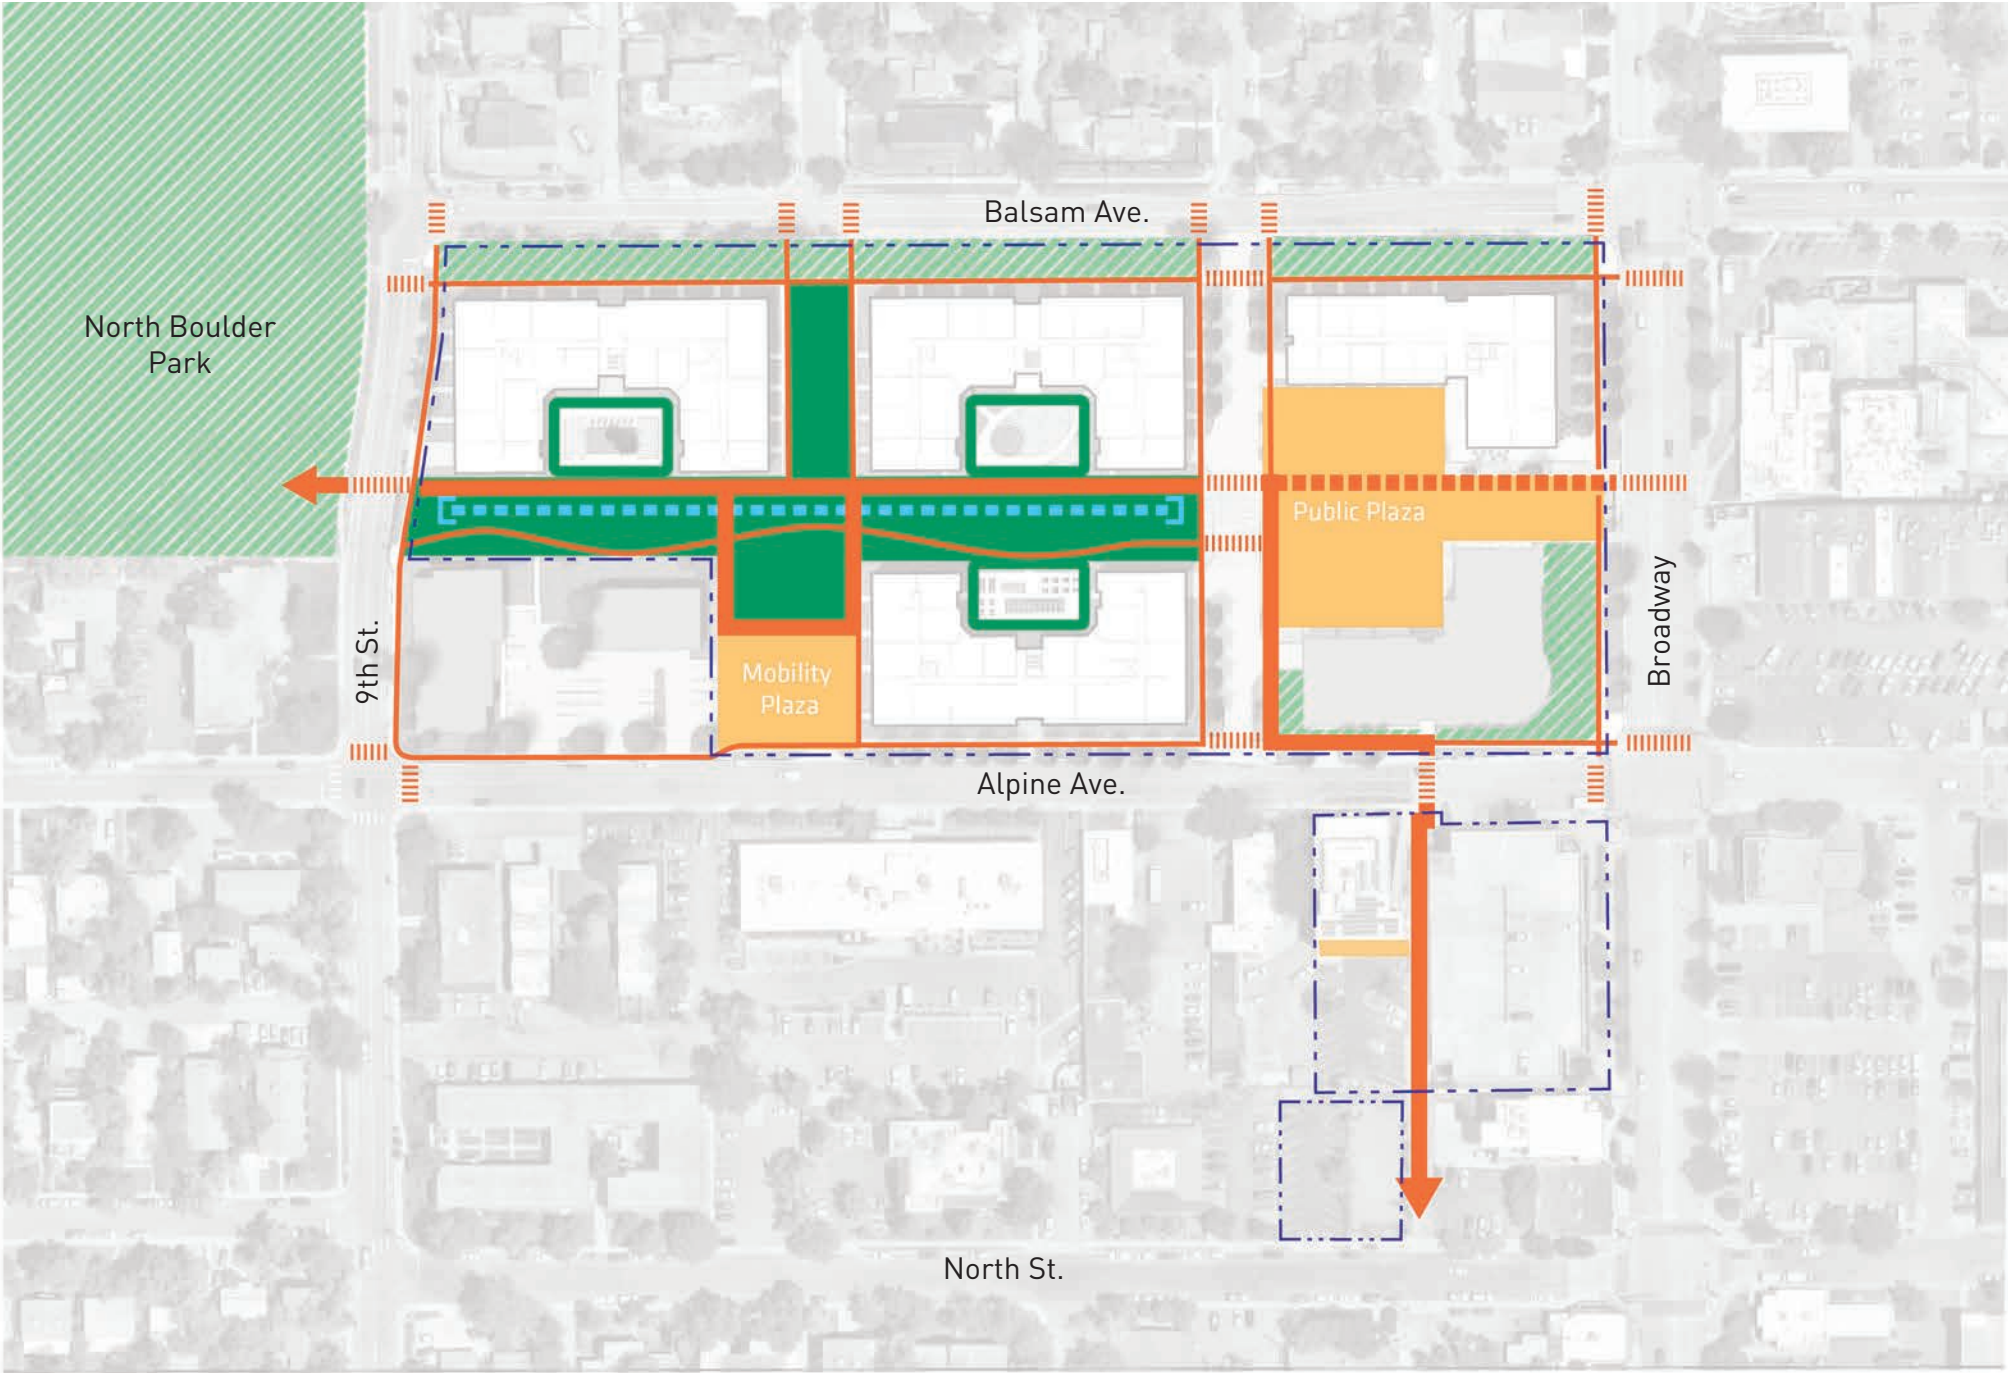 Balsam Ave.
North Boulder
Park
Public Plaza
9th St.
Mobility
Plaza
Broadway
Alpine Ave.
North St.